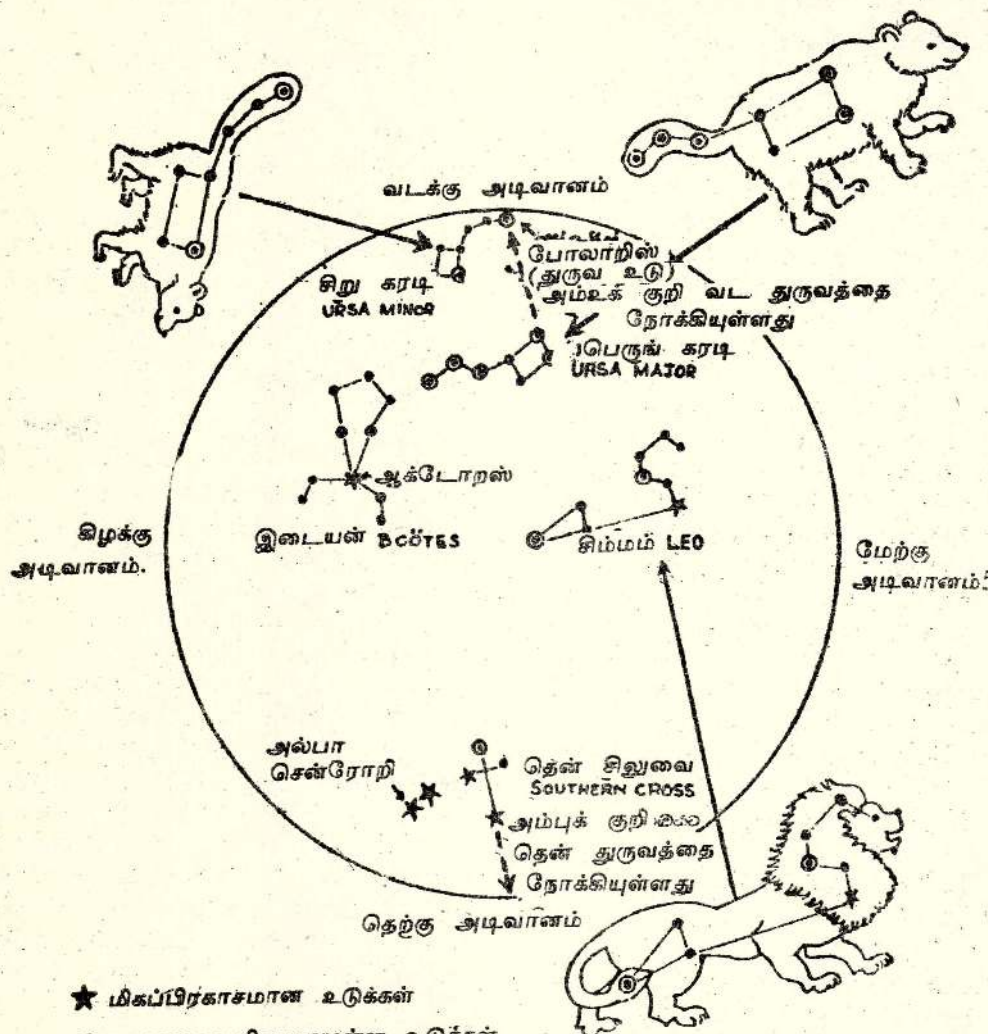 வடக்கு அடிவானம்
போலாரிஸ்
(துருவ உடு)
அம்உக் குறி வட துருவத்தை
நோக்கியுள்ளது
சிறு கரடி
URSA MINOR
பெருங் கரடி
URSA MAJOR
ஆக்டோறஸ்
இடையன் BCÖTES
சிம்மம் LEO
கிழக்கு
அடிவானம்.
மேற்கு
அடிவானம்
அல்பா
சென்ரோறி
தென் சிலுவை
SOUTHERN CROSS
அம்புக் குறி
தென் துருவத்தை
நோக்கியுள்ளது
தெற்கு அடிவானம்
★ மிகப்பிரகாசமான உடுக்கள்